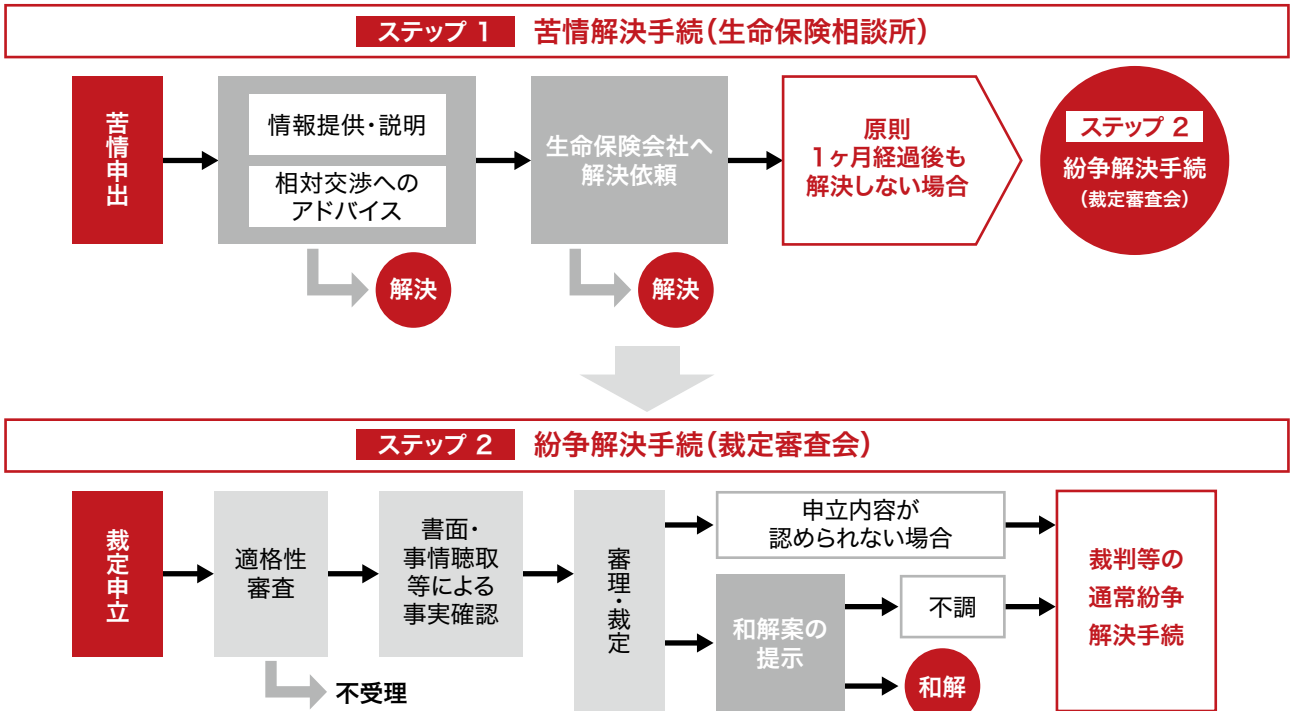 ステップ 1 苦情解決手続(生命保険相談所)
苦情申出
情報提供・説明
相対交渉への
アドバイス
解決
生命保険会社へ
解決依頼
解決
原則
1ヶ月経過後も
解決しない場合
ステップ 2
紛争解決手続
(裁定審査会)
ステップ 2 紛争解決手続(裁定審査会)
裁定申立
適格性
審査
不受理
書面・
事情聴取
等による
事実確認
審理・裁定
申立内容が
認められない場合
和解案の
提示
不調
和解
裁判等の
通常紛争
解決手続